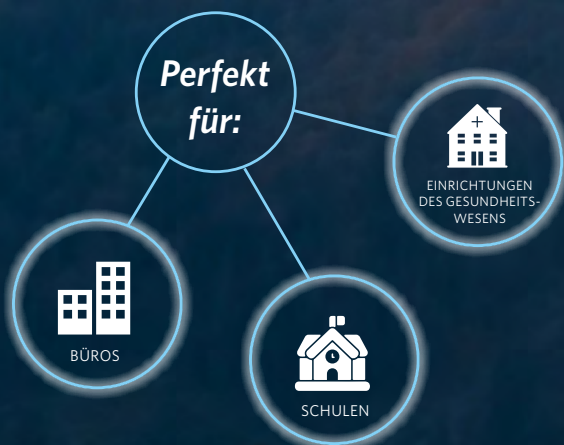 Perfekt
für:
EINRICHTUNGEN
DES GESUNDHEITS-
WESENS
BÜROS
SCHULEN